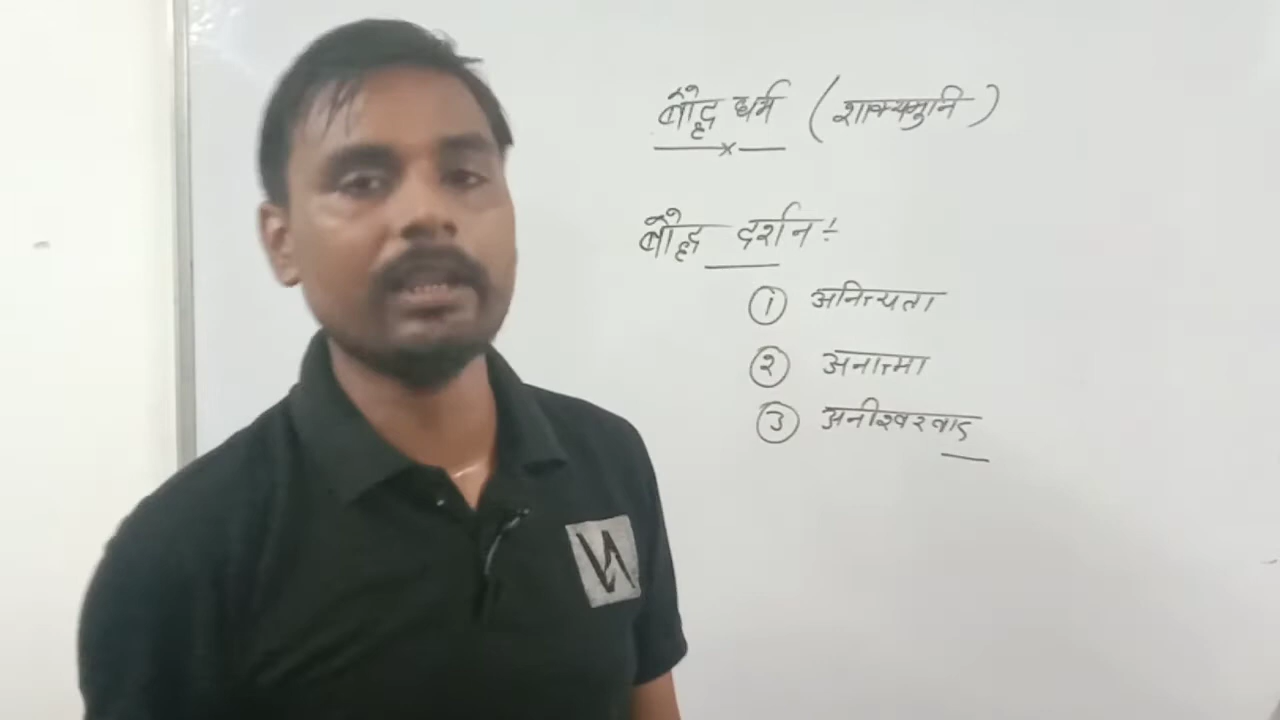 बौद्ध धर्म (शाक्यमुनि)
बौद्ध दर्शन ÷
① अनित्यता
② अनात्मा
③ अनीश्वरवाद